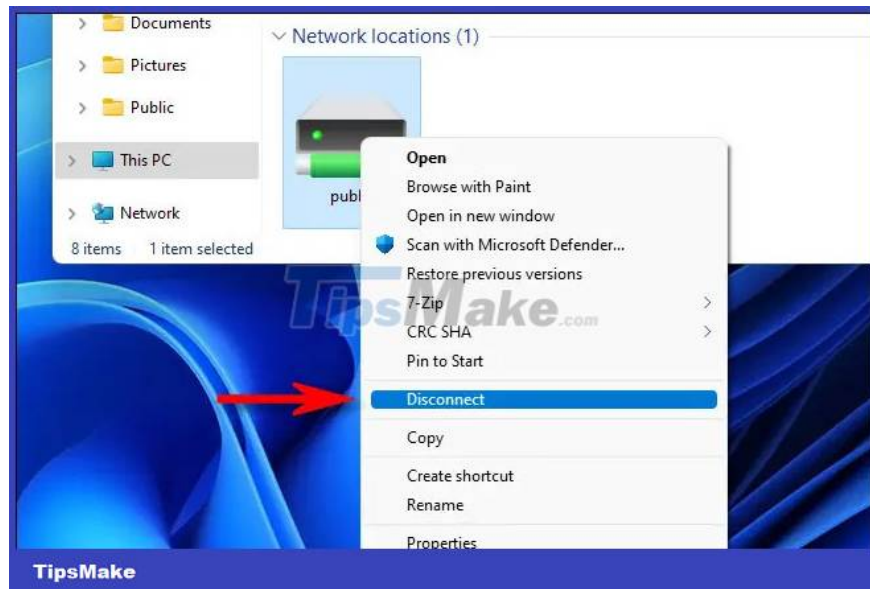 Documents
Network locations (1)
Pictures
Public
This PC
Network
8 items 1 item selected
publ
Open
Browse with Paint
Open in new window
Scan with Microsoft Defender...
Restore previous versions
7-Zip
CRC SHA
Pin to Start
Disconnect
Copy
Create shortcut
Rename
Properties
TipsMake.com
TipsMake